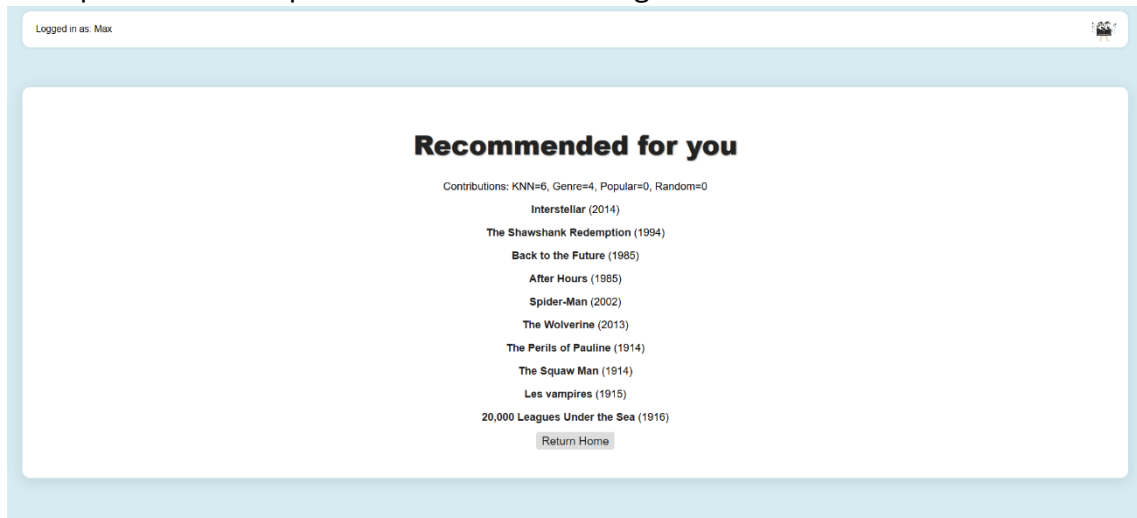 Logged in as: Max
Recommended for you
Contributions: KNN=6, Genre=4, Popular=0, Random=0
Interstellar (2014)
The Shawshank Redemption (1994)
Back to the Future (1985)
After Hours (1985)
Spider-Man (2002)
The Wolverine (2013)
The Perils of Pauline (1914)
The Squaw Man (1914)
Les vampires (1915)
20,000 Leagues Under the Sea (1916)
Return Home